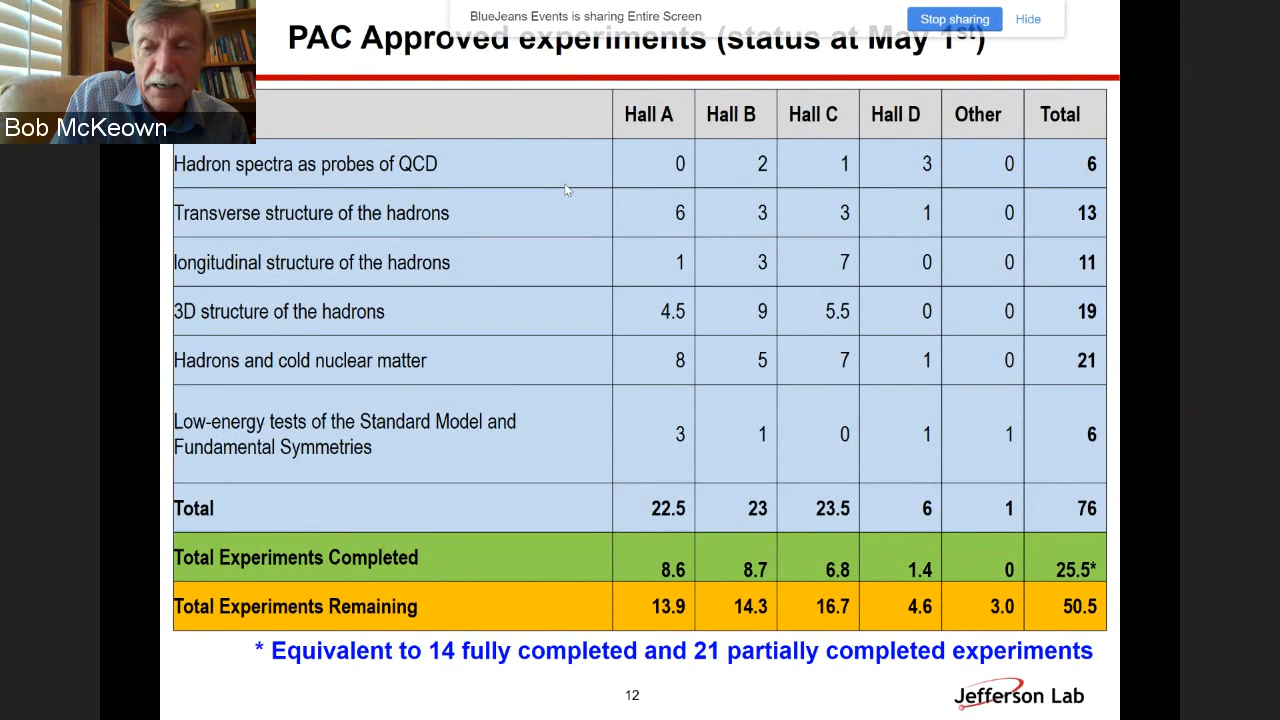 BlueJeans Events is sharing Entire Screen
Stop sharing
Hide
PAC Approved experiments (status at May 1st)
Bob McKeown
Hall A Hall B Hall C Hall D Other Total
Hadron spectra as probes of QCD 0 2 1 3 0 6
Transverse structure of the hadrons 6 3 3 1 0 13
longitudinal structure of the hadrons 1 3 7 0 0 11
3D structure of the hadrons 4.5 9 5.5 0 0 19
Hadrons and cold nuclear matter 8 5 7 1 0 21
Low-energy tests of the Standard Model and
Fundamental Symmetries 3 1 0 1 1 6
Total 22.5 23 23.5 6 1 76
Total Experiments Completed 8.6 8.7 6.8 1.4 0 25.5*
Total Experiments Remaining 13.9 14.3 16.7 4.6 3.0 50.5
* Equivalent to 14 fully completed and 21 partially completed experiments
12
Jefferson Lab